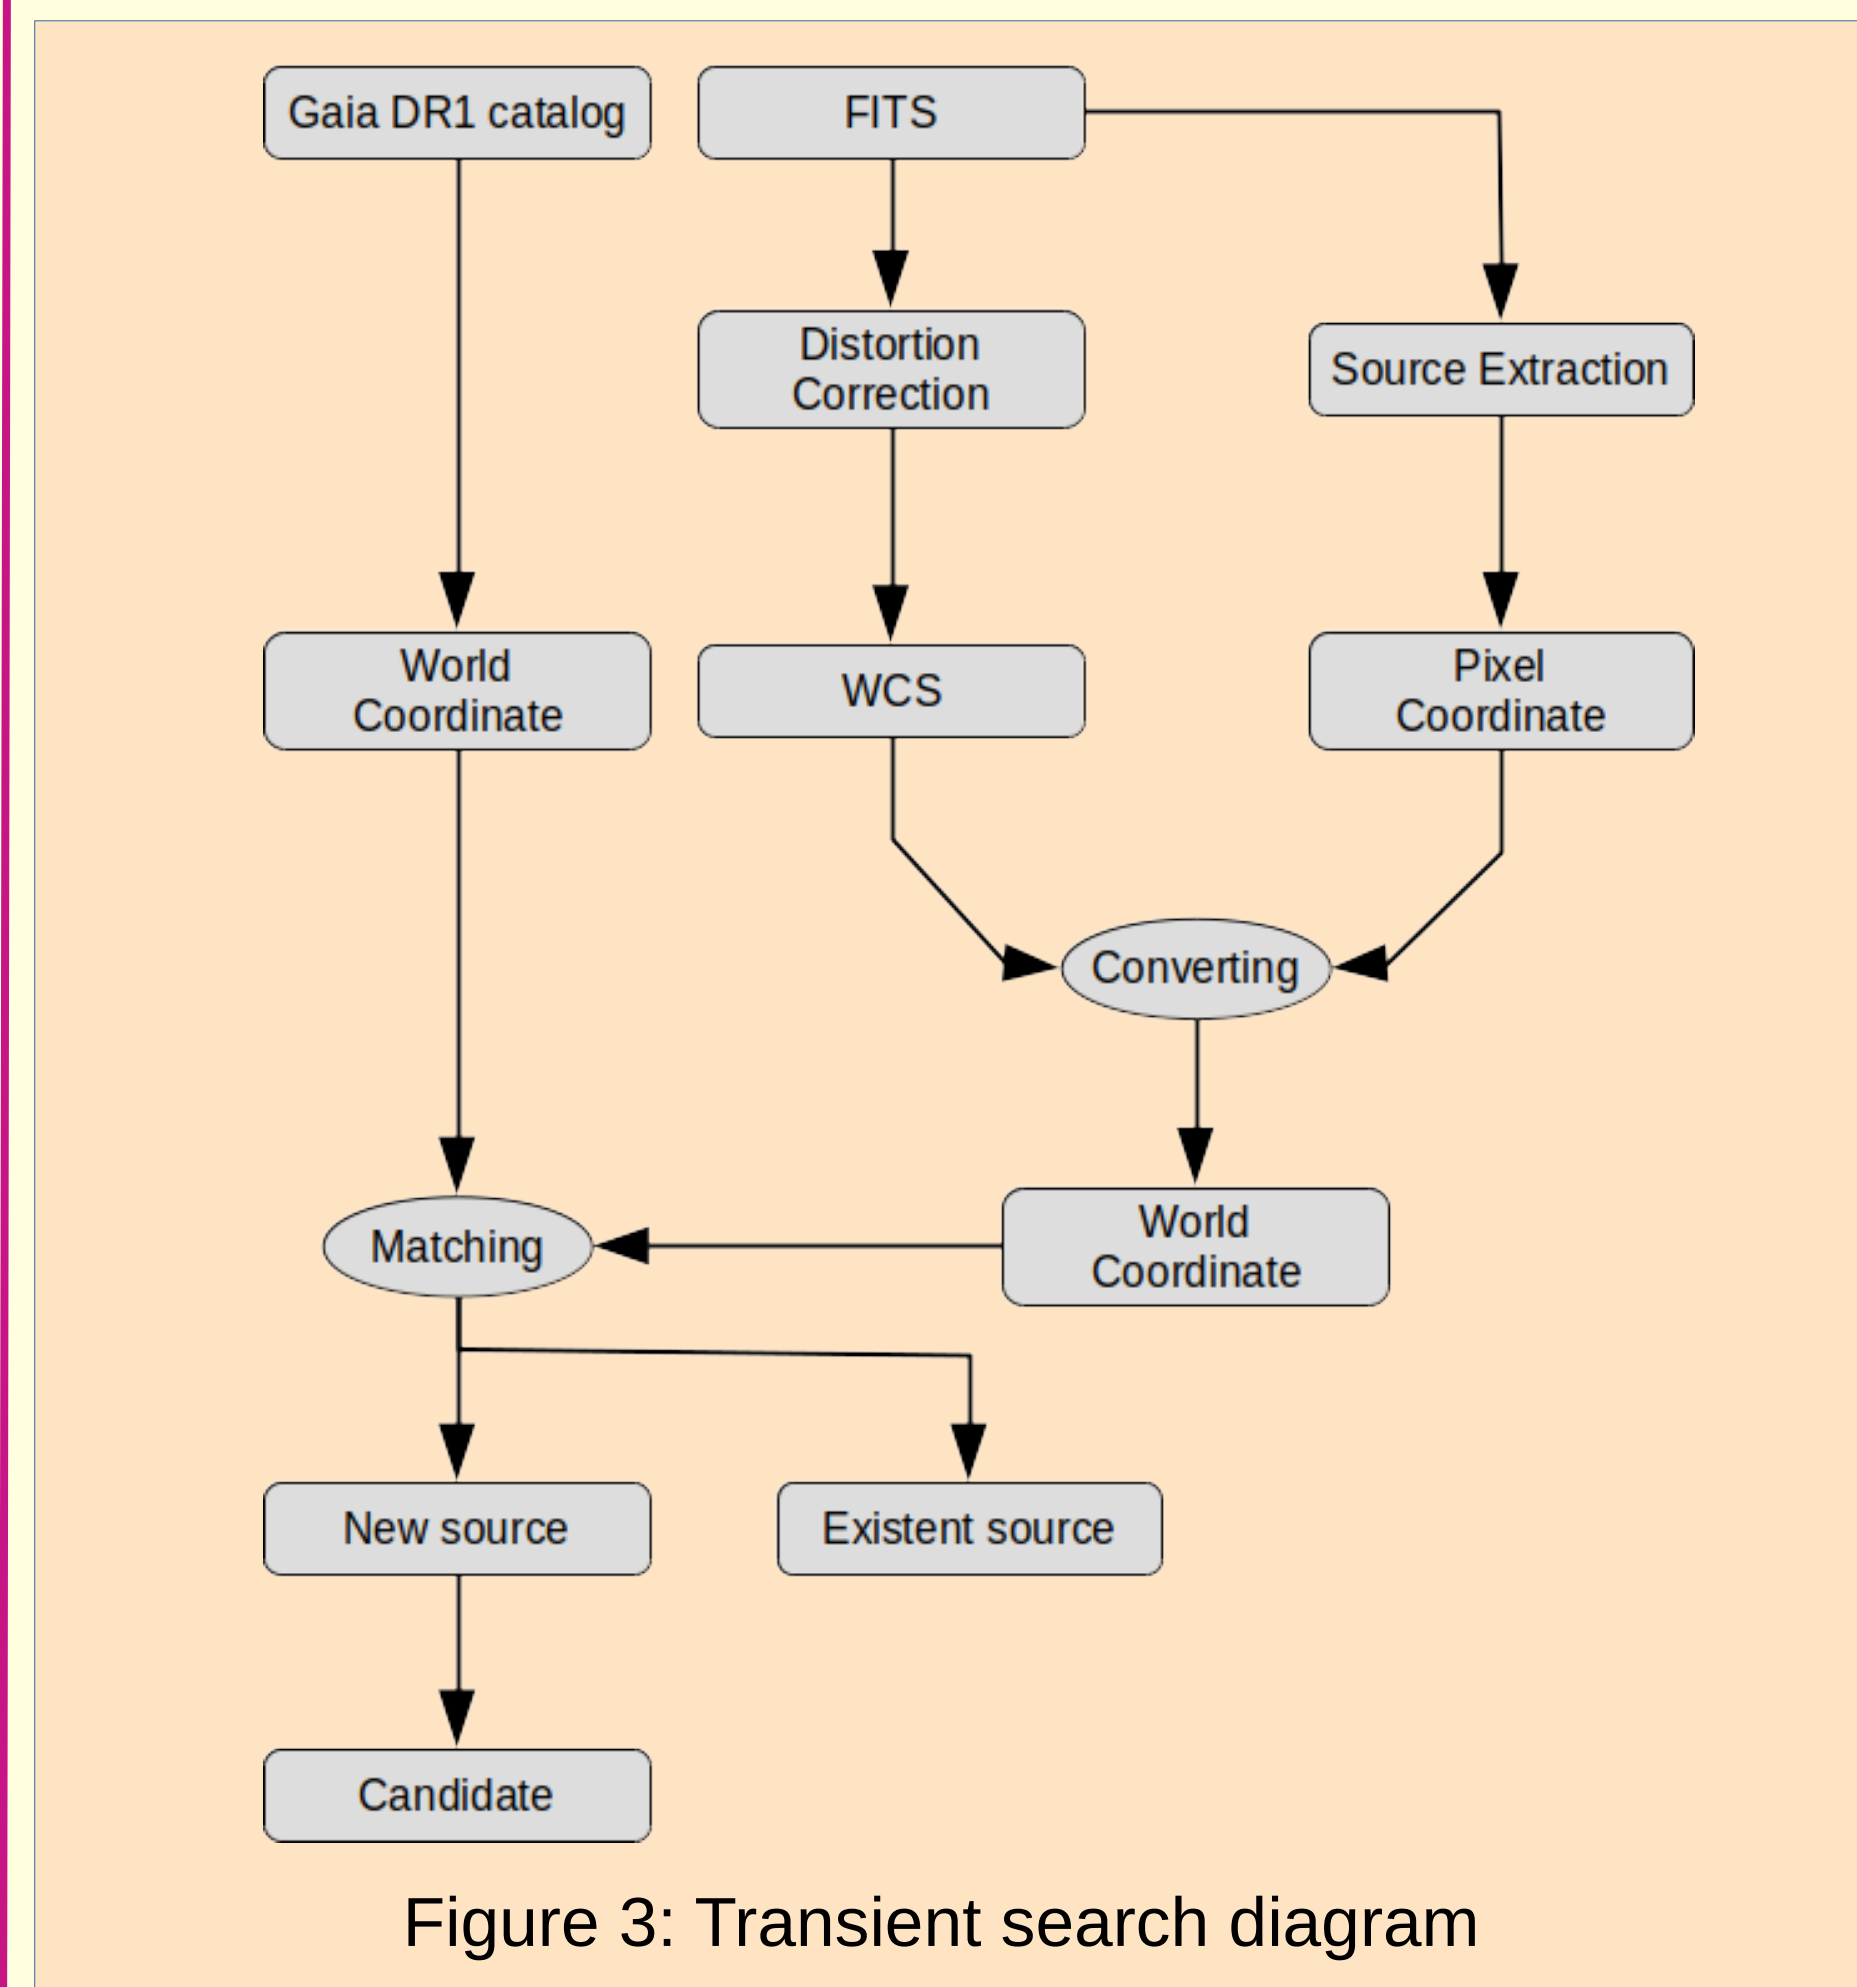 Gaia DR1 catalog
FITS
Distortion
Correction
Source Extraction
World
Coordinate
WCS
Pixel
Coordinate
Converting
Matching
World
Coordinate
New source
Existent source
Candidate
Figure 3: Transient search diagram